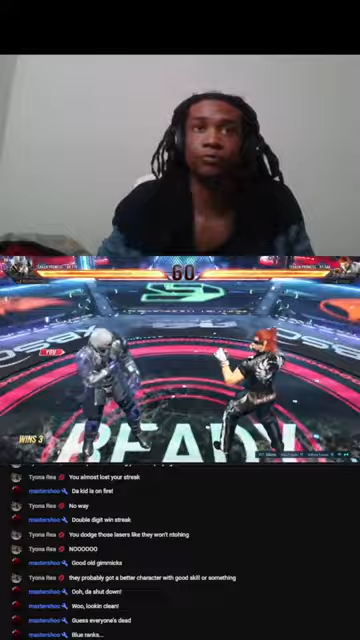 60
YOU
WINS 3
READY
Tyona Rea You almost lost your streak
mastershoo Da kid is on fire!
Tyona Rea No way
mastershoo Double digit win streak
Tyona Rea You dodge those lasers like they won't ntohing
Tyona Rea NOOOOOO
mastershoo Good old gimmicks
Tyona Rea they probably got a better character with good skill or something
mastershoo Ooh, da shut down!
mastershoo Woo, lookin clean!
mastershoo Guess everyone's dead
mastershoo Blue ranks...